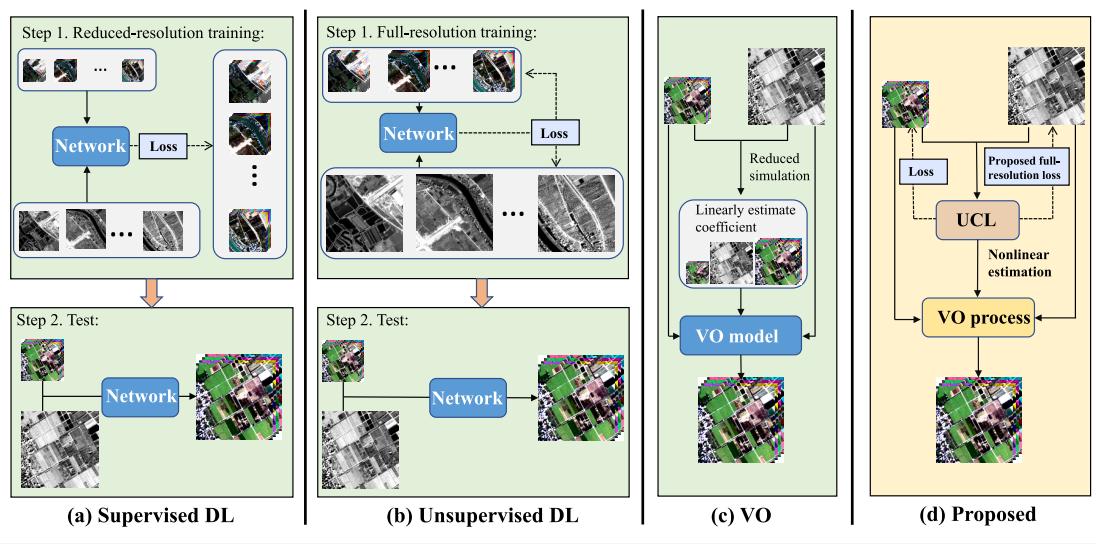 Step 1. Reduced-resolution training:
...
Network
Loss
...
...
Step 2. Test:
Network
(a) Supervised DL
Step 1. Full-resolution training:
...
Network
Loss
...
Step 2. Test:
Network
(b) Unsupervised DL
Reduced
simulation
Linearly estimate
coefficient
VO model
(c) VO
Loss
Proposed full-
resolution loss
UCL
Nonlinear
estimation
VO process
(d) Proposed